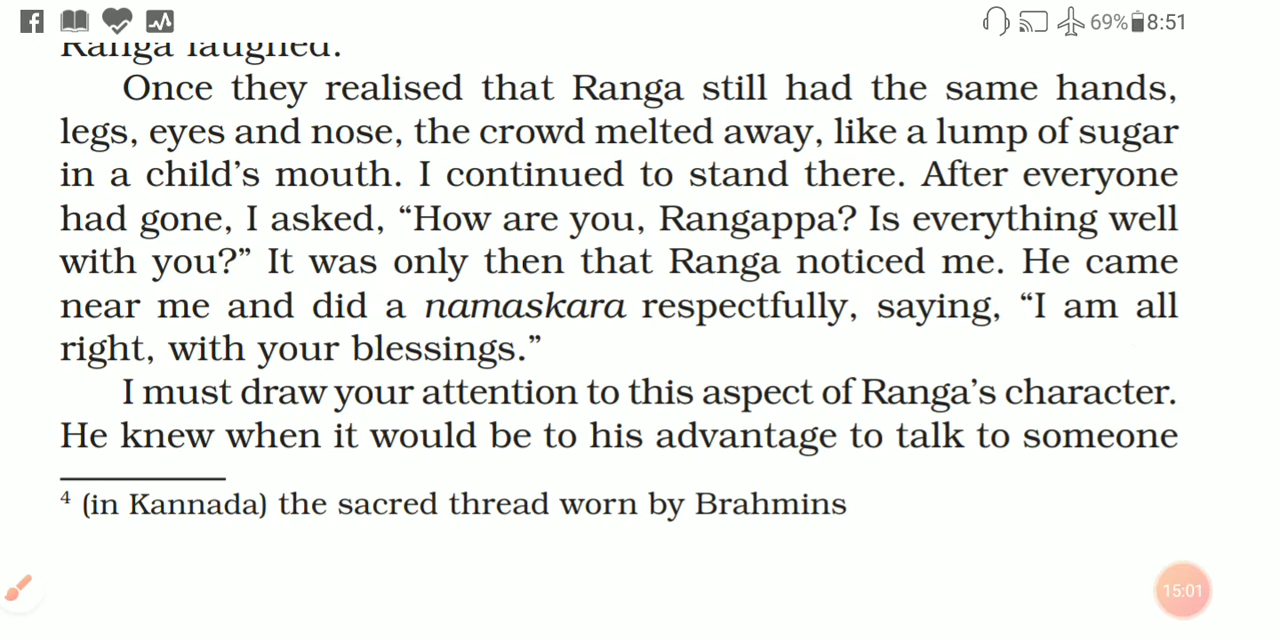 69% 8:51
Ranga laughed.
Once they realised that Ranga still had the same hands,
legs, eyes and nose, the crowd melted away, like a lump of sugar
in a child’s mouth. I continued to stand there. After everyone
had gone, I asked, “How are you, Rangappa? Is everything well
with you?” It was only then that Ranga noticed me. He came
near me and did a namaskara respectfully, saying, “I am all
right, with your blessings.”
I must draw your attention to this aspect of Ranga’s character.
He knew when it would be to his advantage to talk to someone
4 (in Kannada) the sacred thread worn by Brahmins
15:01